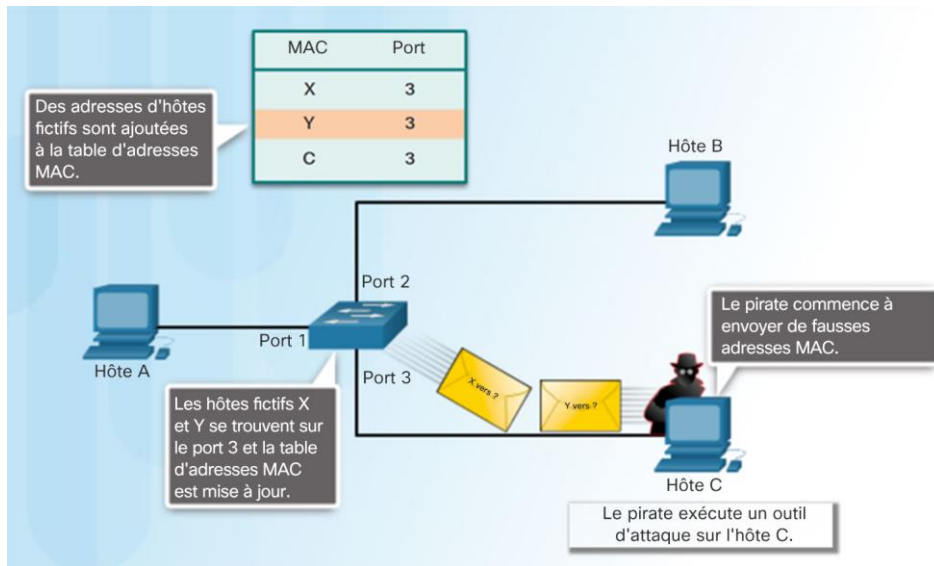 MAC Port
X 3
Y 3
C 3
Des adresses d'hôtes
fictifs sont ajoutées
à la table d'adresses
MAC.
Hôte B
Port 2
Le pirate commence à
envoyer de fausses
adresses MAC.
Port 1
Hôte A
Port 3
X vers ?
Y vers ?
Les hôtes fictifs X
et Y se trouvent sur
le port 3 et la table
d'adresses MAC
est mise à jour.
Hôte C
Le pirate exécute un outil
d'attaque sur l'hôte C.